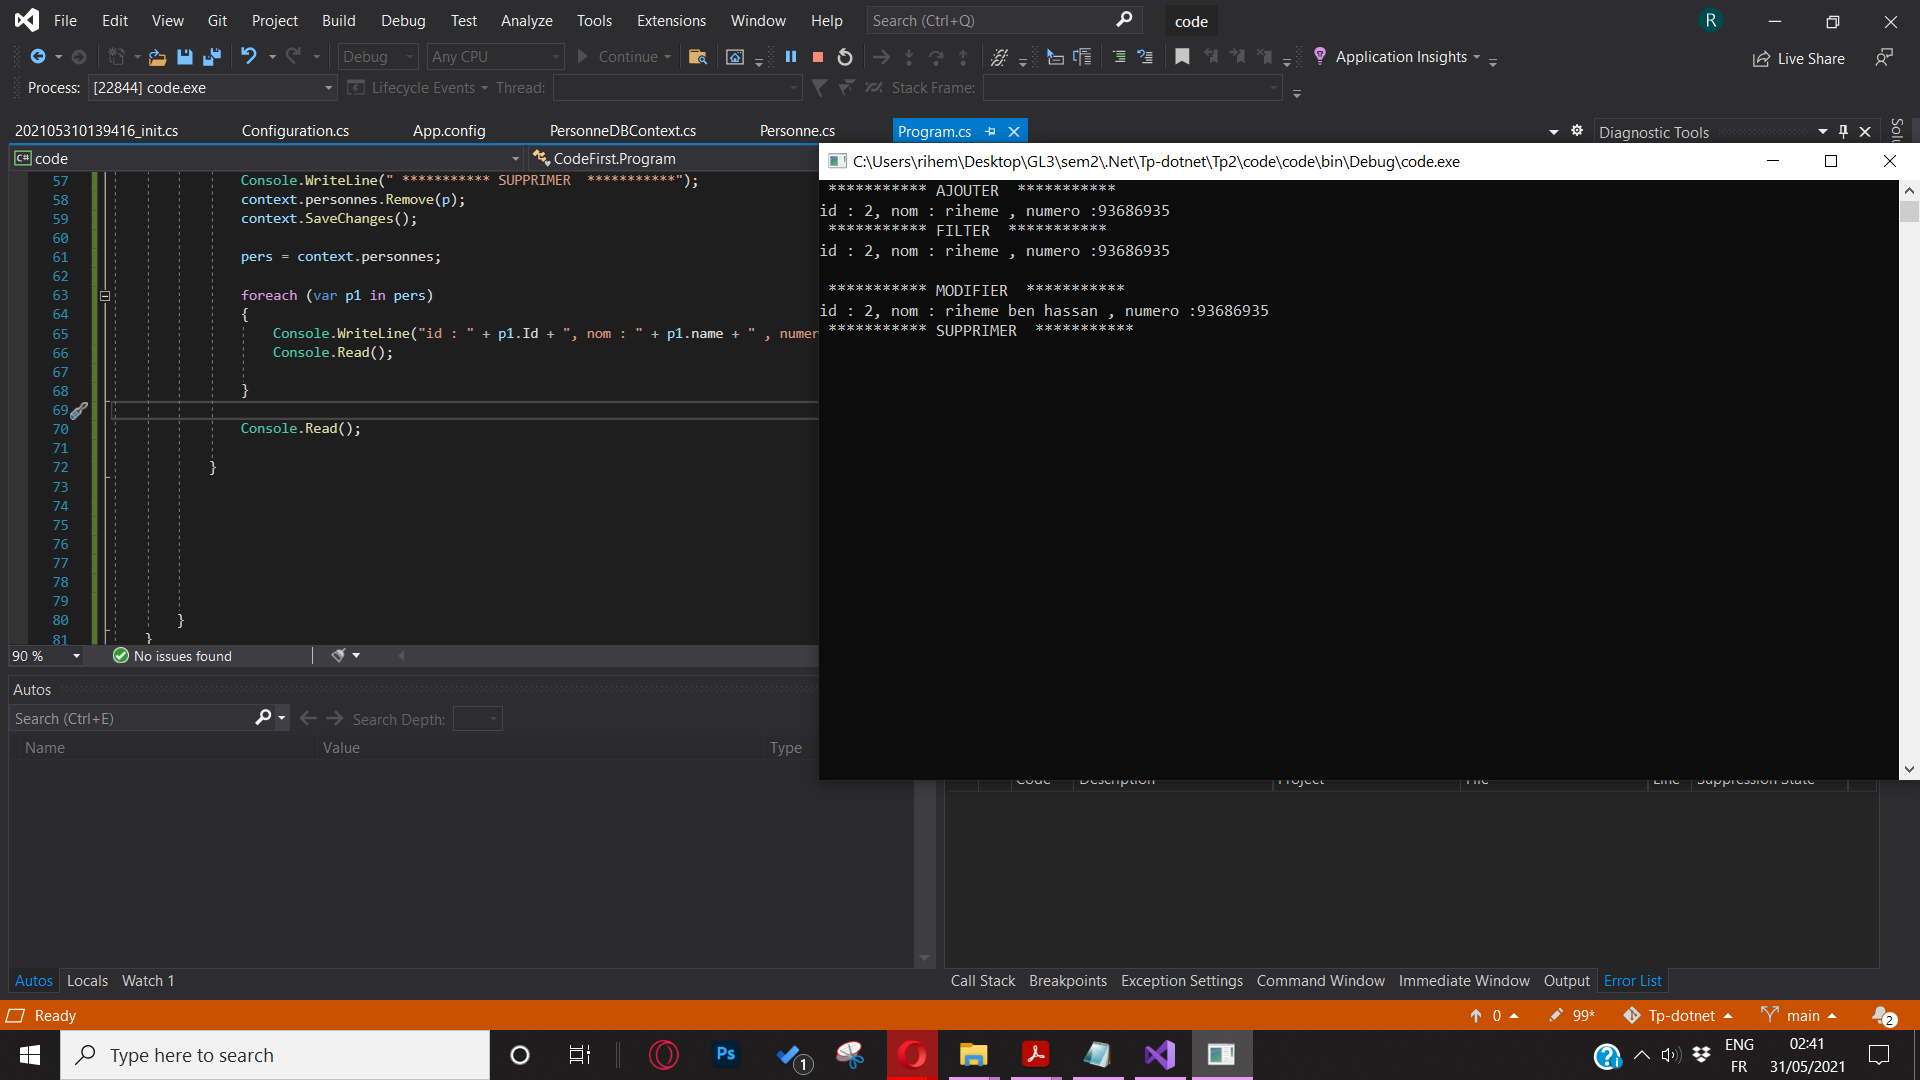 File Edit View Git Project Build Debug Test Analyze Tools Extensions Window Help Search (Ctrl+Q) code R
Debug Any CPU Continue Application Insights Live Share
Process: [22844] code.exe Lifecycle Events Thread: Stack Frame:
202105310139416_init.cs Configuration.cs App.config PersonneDBContext.cs Personne.cs Program.cs Diagnostic Tools
C# code CodeFirst.Program
57 Console.WriteLine(" *********** SUPPRIMER  ***********");
58 context.personnes.Remove(p);
59 context.SaveChanges();
60
61 pers = context.personnes;
62
63 foreach (var p1 in pers)
64 {
65 Console.WriteLine("id : " + p1.Id + ", nom : " + p1.name + " , numer
66 Console.Read();
67
68 }
69
70 Console.Read();
71
72 }
73
74
75
76
77
78
79
80 }
81 }
90 % No issues found
C:\Users\rihem\Desktop\GL3\sem2\.Net\Tp-dotnet\Tp2\code\code\bin\Debug\code.exe
*********** AJOUTER  ***********
id : 2, nom : riheme , numero :93686935
*********** FILTER  ***********
id : 2, nom : riheme , numero :93686935
*********** MODIFIER  ***********
id : 2, nom : riheme ben hassan , numero :93686935
*********** SUPPRIMER  ***********
Autos
Search (Ctrl+E) Search Depth:
Name Value Type
Code Description Project File Line Suppression State
Autos Locals Watch 1
Call Stack Breakpoints Exception Settings Command Window Immediate Window Output Error List
Ready 0 99* Tp-dotnet main 2
Type here to search Ps 1 ENG FR 02:41 31/05/2021